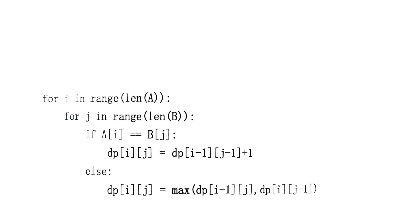 for i in range(len(A)):
for j in range(len(B)):
if A[i] == B[j]:
dp[i][j] = dp[i-1][j-1]+1
else:
dp[i][j] = max(dp[i-1][j],dp[i][j-1])